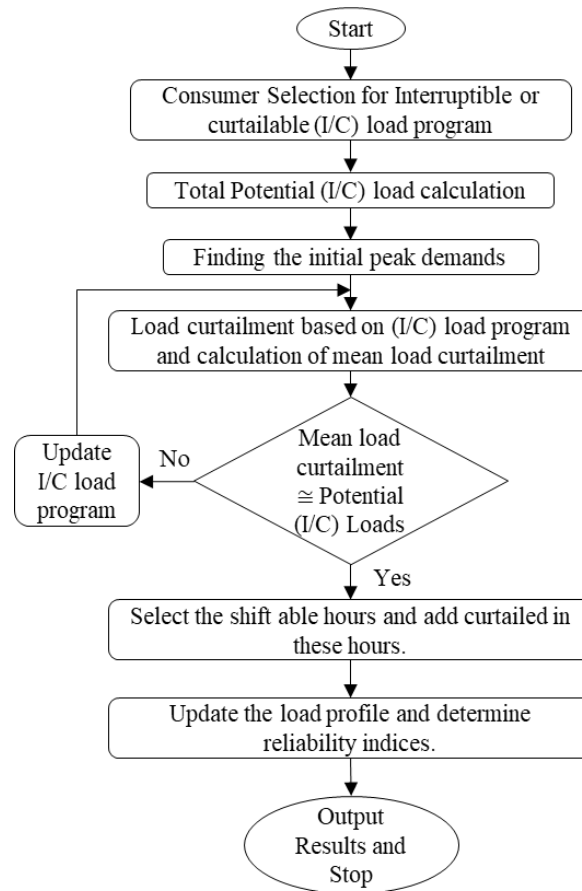 Start
Consumer Selection for Interruptible or
curtailable (I/C) load program
Total Potential (I/C) load calculation
Finding the initial peak demands
Load curtailment based on (I/C) load program
and calculation of mean load curtailment
Update
I/C load
program
No
Mean load
curtailment
≅ Potential
(I/C) Loads
Yes
Select the shift able hours and add curtailed in
these hours.
Update the load profile and determine
reliability indices.
Output
Results and
Stop